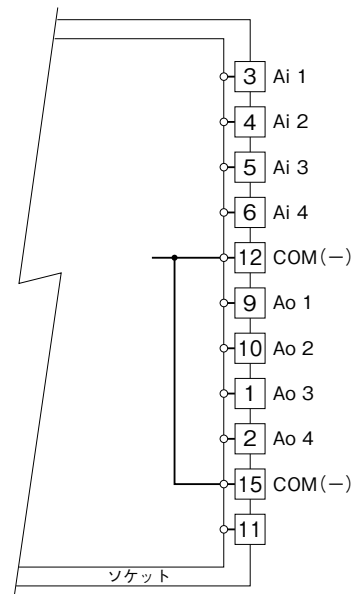 3 Ai 1
4 Ai 2
5 Ai 3
6 Ai 4
12 COM(−)
9 Ao 1
10 Ao 2
1 Ao 3
2 Ao 4
15 COM(−)
11
ソケット